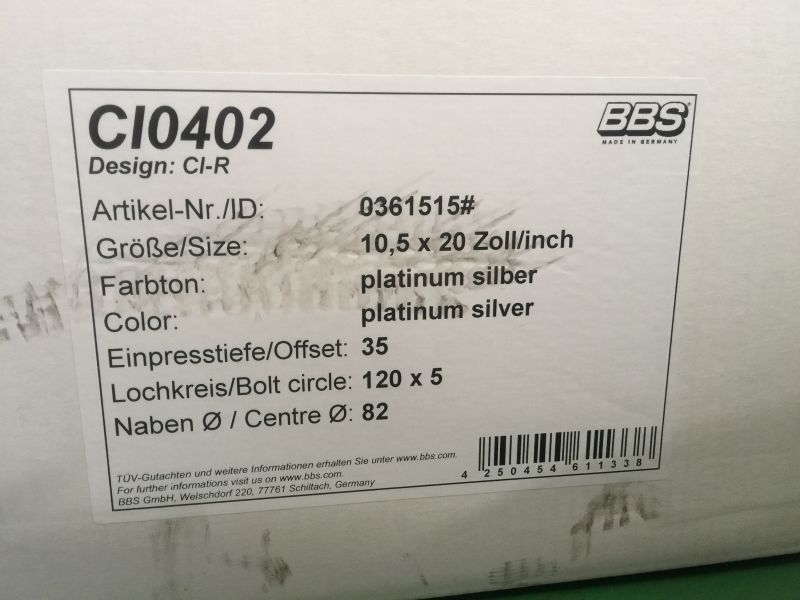 CI0402
BBS
MADE IN GERMANY
Design: CI-R
Artikel-Nr./ID: 0361515#
Größe/Size: 10,5 x 20 Zoll/inch
Farbton: platinum silber
Color: platinum silver
Einpresstiefe/Offset: 35
Lochkreis/Bolt circle: 120 x 5
Naben Ø / Centre Ø: 82
TÜV-Gutachten und weitere Informationen erhalten Sie unter www.bbs.com.
For further informations visit us on www.bbs.com.
BBS GmbH, Welschdorf 220, 77761 Schiltach, Germany
4 250454 611338